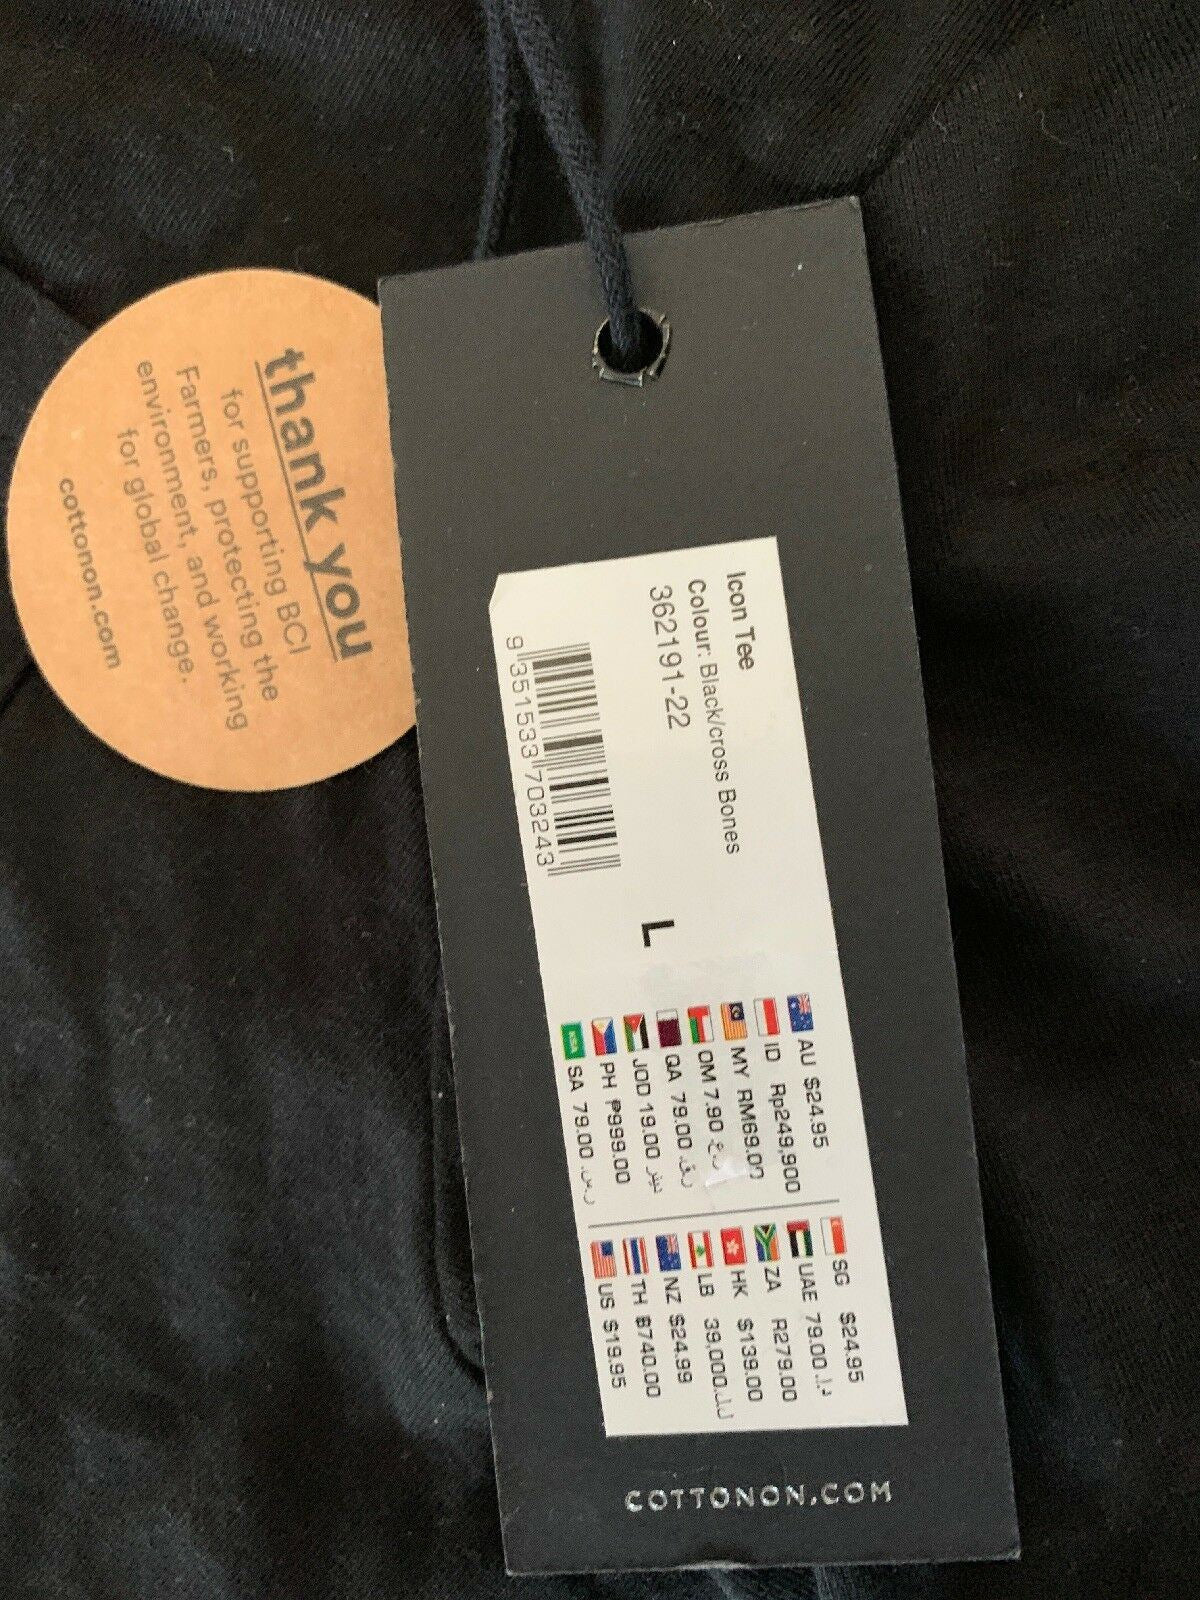 thank you
for supporting BCI
Farmers, protecting the
environment, and working
for global change.
cottonon.com
Icon Tee
Colour: Black/cross Bones
362191-22
9 351533 703243
L
AU $24.95
ID Rp249,900
MY RM69.00
OM 7.90 ر.ع
QA 79.00 ر.ق.
JOD 19.00
PH ₱999.00
SA 79.00 ر.س.
SG $24.95
UAE 79.00 د.إ.
ZA R279.00
HK $139.00
LB 39,000 ل.ل.
NZ $24.99
TH ฿740.00
US $19.95
KSA
COTTONON.COM